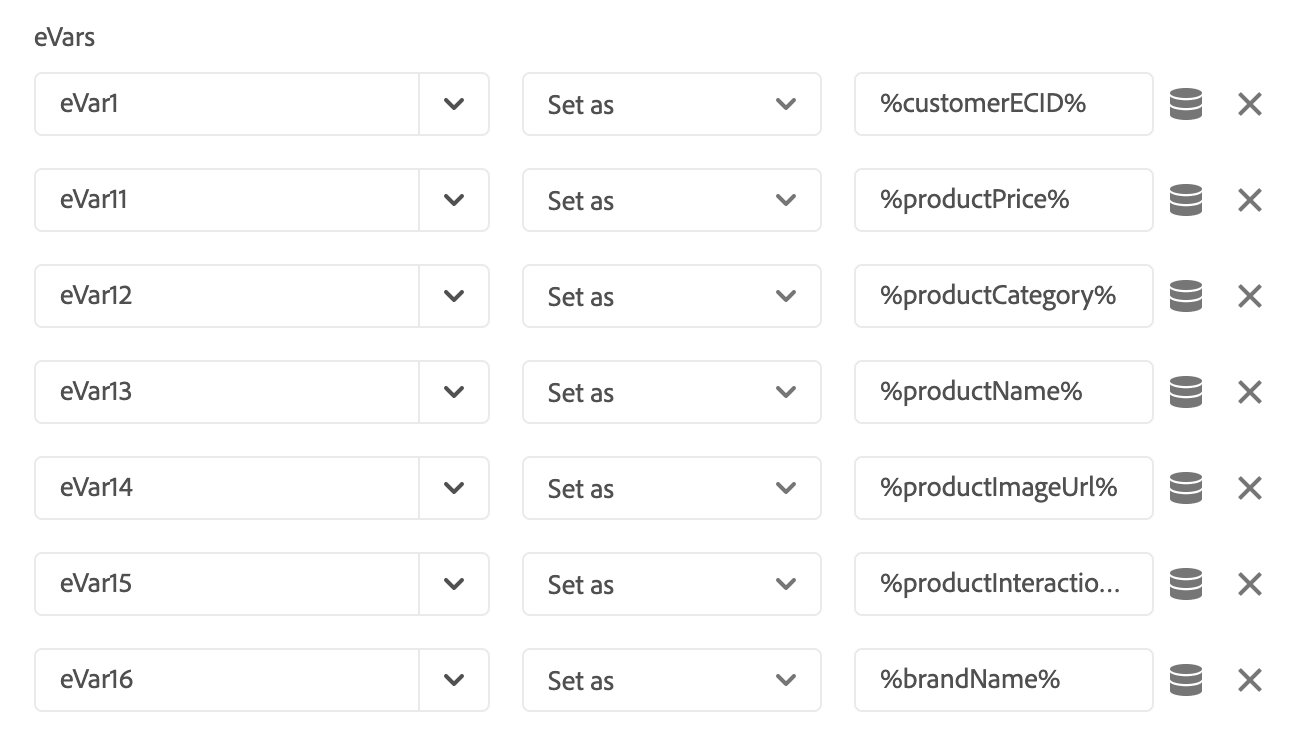 eVars
eVar1 Set as %customerECID%
eVar11 Set as %productPrice%
eVar12 Set as %productCategory%
eVar13 Set as %productName%
eVar14 Set as %productImageUrl%
eVar15 Set as %productInteractio...
eVar16 Set as %brandName%